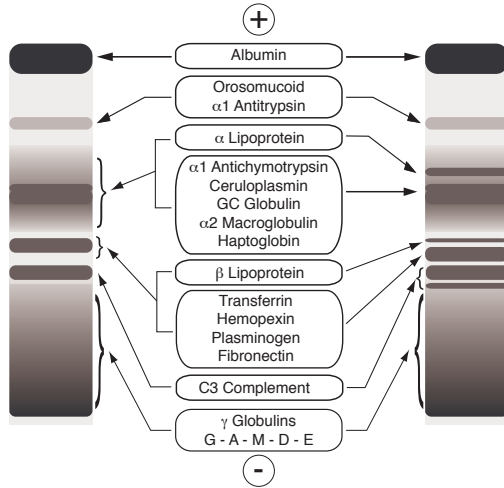 +
Albumin
Orosomucoid
α1 Antitrypsin
α Lipoprotein
α1 Antichymotrypsin
Ceruloplasmin
GC Globulin
α2 Macroglobulin
Haptoglobin
β Lipoprotein
Transferrin
Hemopexin
Plasminogen
Fibronectin
C3 Complement
γ Globulins
G - A - M - D - E
-